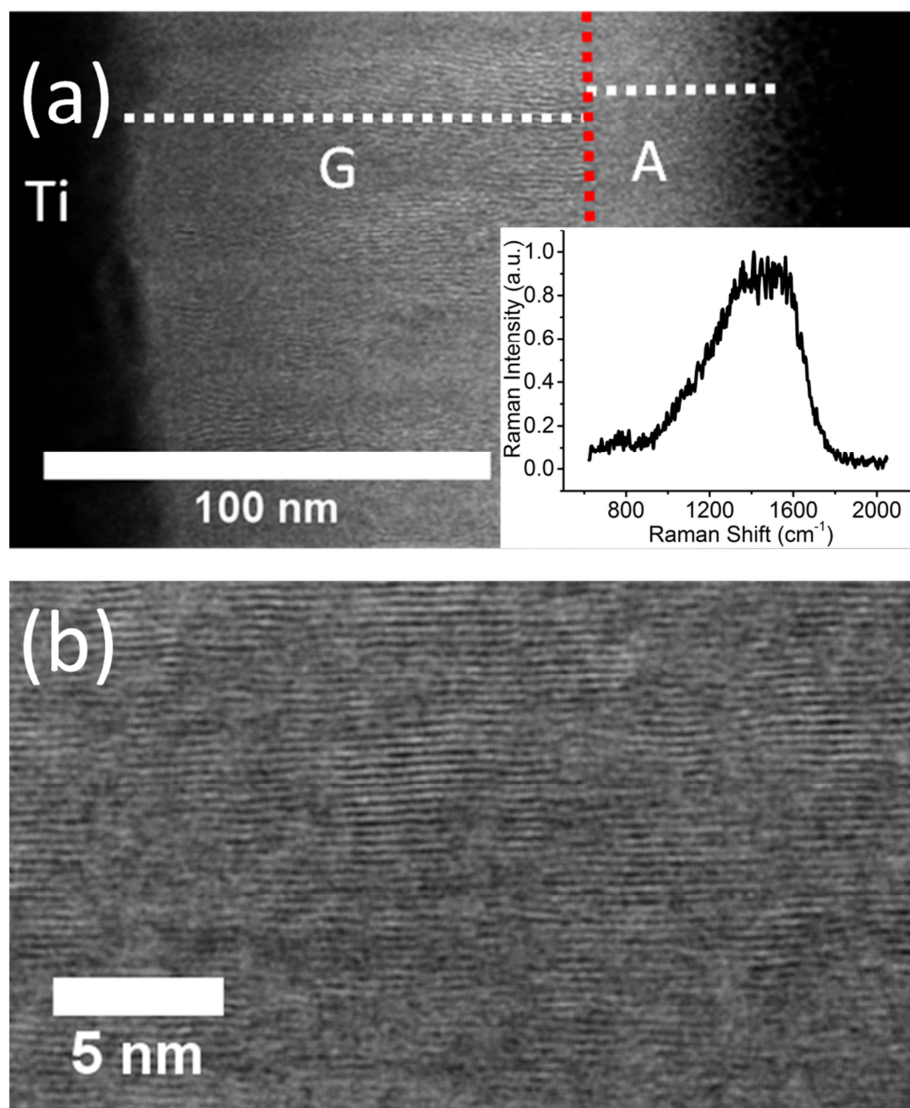 (a)
Ti
G
A
100 nm
1.0
0.8
0.6
0.4
0.2
0.0
Raman Intensity (a.u.)
800 1200 1600 2000
Raman Shift (cm⁻¹)
(b)
5 nm